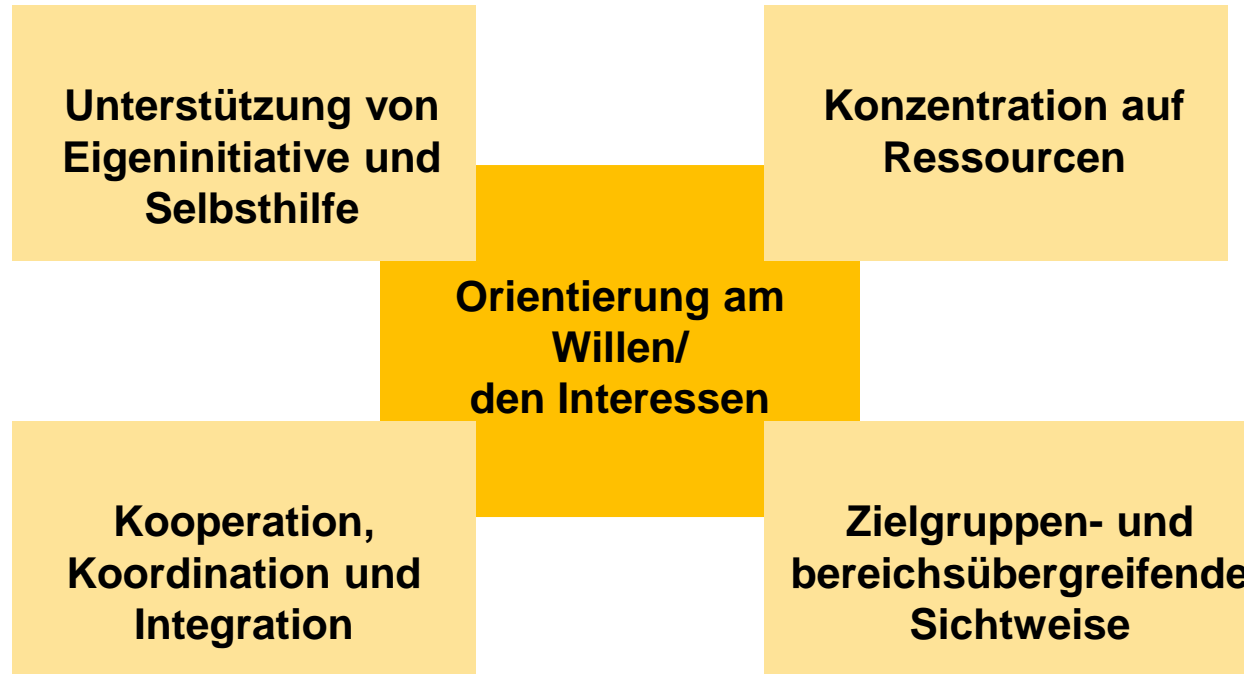 Unterstützung von
Eigeninitiative und
Selbsthilfe
Konzentration auf
Ressourcen
Orientierung am
Willen/
den Interessen
Kooperation,
Koordination und
Integration
Zielgruppen- und
bereichsübergreifende
Sichtweise